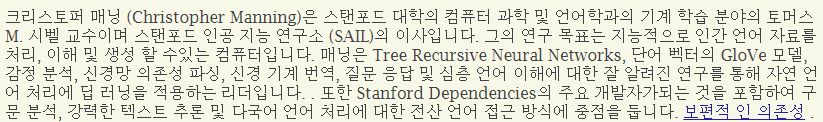 크리스토퍼 매닝 (Christopher Manning)은 스탠포드 대학의 컴퓨터 과학 및 언어학과의 기계 학습 분야의 토머스
M. 시벨 교수이며 스탠포드 인공 지능 연구소 (SAIL)의 이사입니다. 그의 연구 목표는 지능적으로 인간 언어 자료를
처리, 이해 및 생성 할 수있는 컴퓨터입니다. 매닝은 Tree Recursive Neural Networks, 단어 벡터의 GloVe 모델,
감정 분석, 신경망 의존성 파싱, 신경 기계 번역, 질문 응답 및 심층 언어 이해에 대한 잘 알려진 연구를 통해 자연 언
어 처리에 딥 러닝을 적용하는 리더입니다. . 또한 Stanford Dependencies의 주요 개발자가되는 것을 포함하여 구
문 분석, 강력한 텍스트 추론 및 다국어 언어 처리에 대한 전산 언어 접근 방식에 중점을 둡니다. 보편적 인 의존성 .